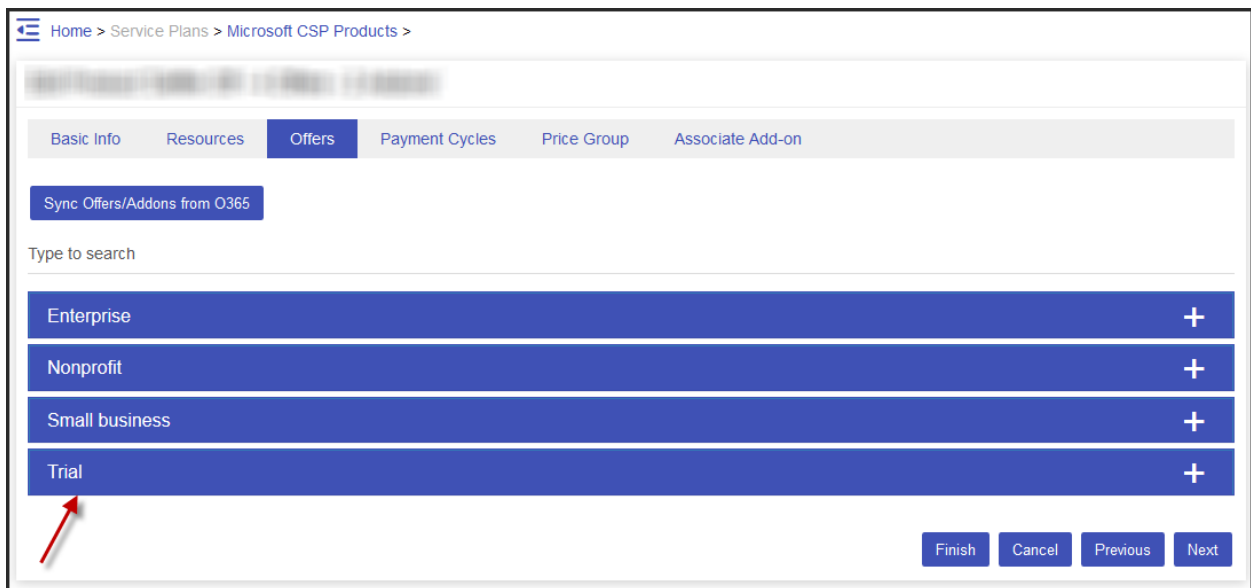 Home > Service Plans > Microsoft CSP Products >
Basic Info Resources Offers Payment Cycles Price Group Associate Add-on
Sync Offers/Addons from O365
Type to search
Enterprise +
Nonprofit +
Small business +
Trial +
Finish Cancel Previous Next